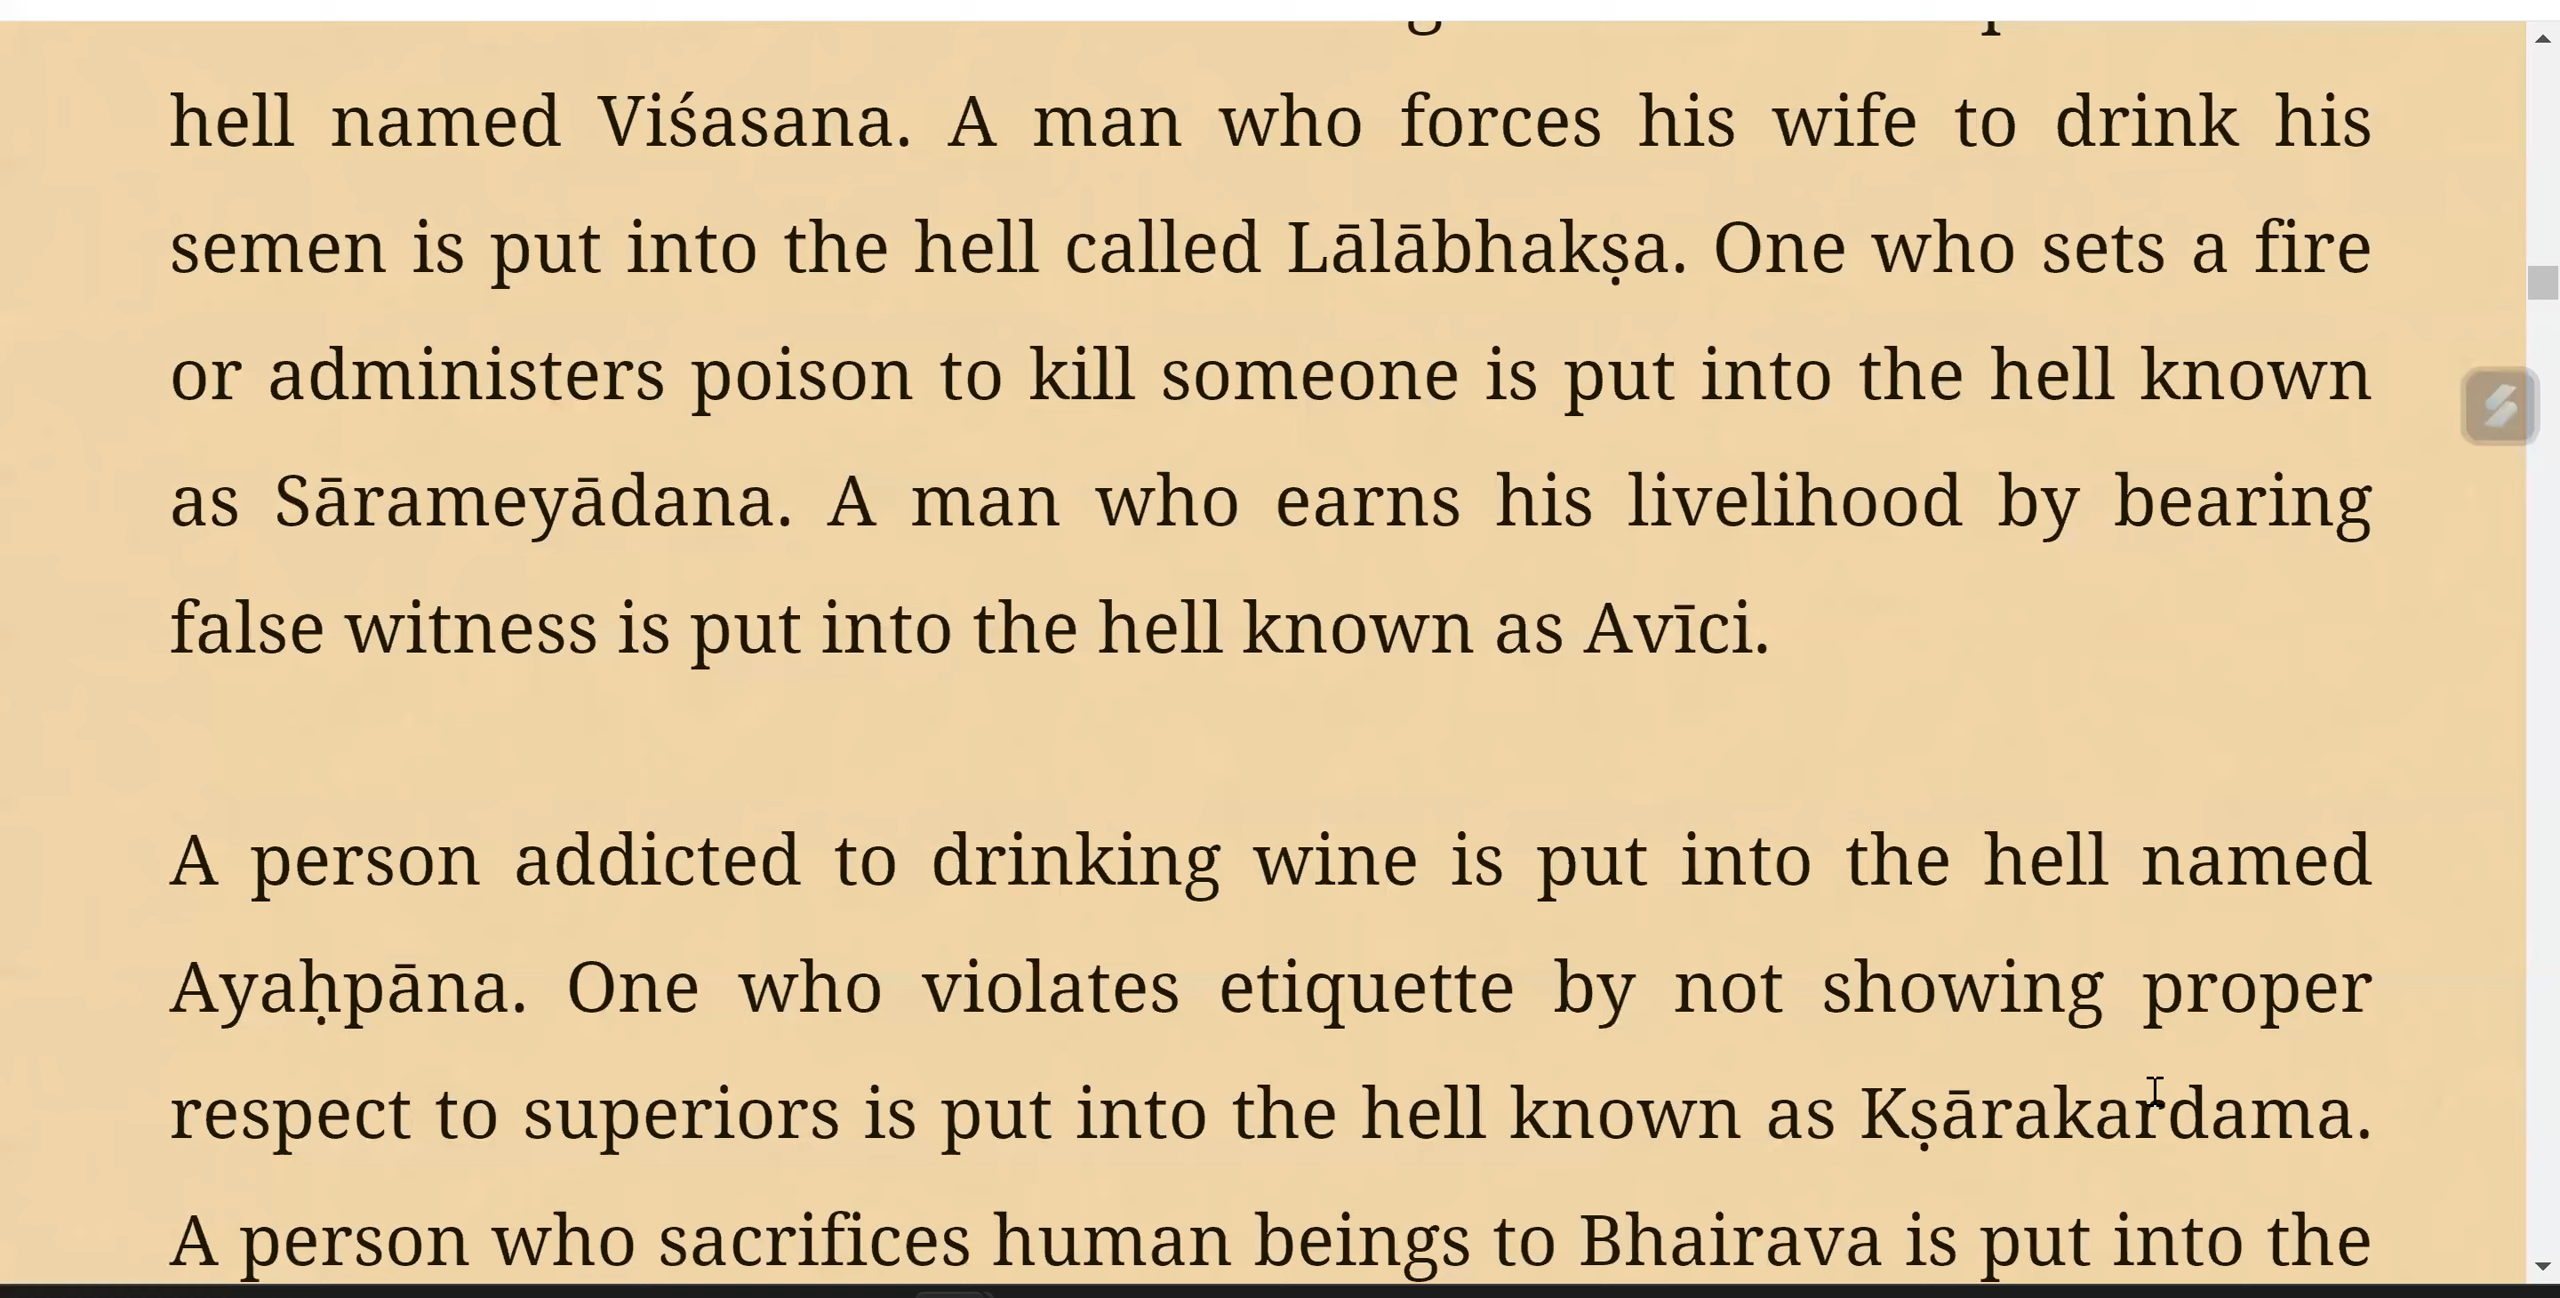 hell named Viśasana. A man who forces his wife to drink his
semen is put into the hell called Lālābhakṣa. One who sets a fire
or administers poison to kill someone is put into the hell known
as Sārameyādana. A man who earns his livelihood by bearing
false witness is put into the hell known as Avīci.
A person addicted to drinking wine is put into the hell named
Ayaḥpāna. One who violates etiquette by not showing proper
respect to superiors is put into the hell known as Kṣārakardama.
A person who sacrifices human beings to Bhairava is put into the